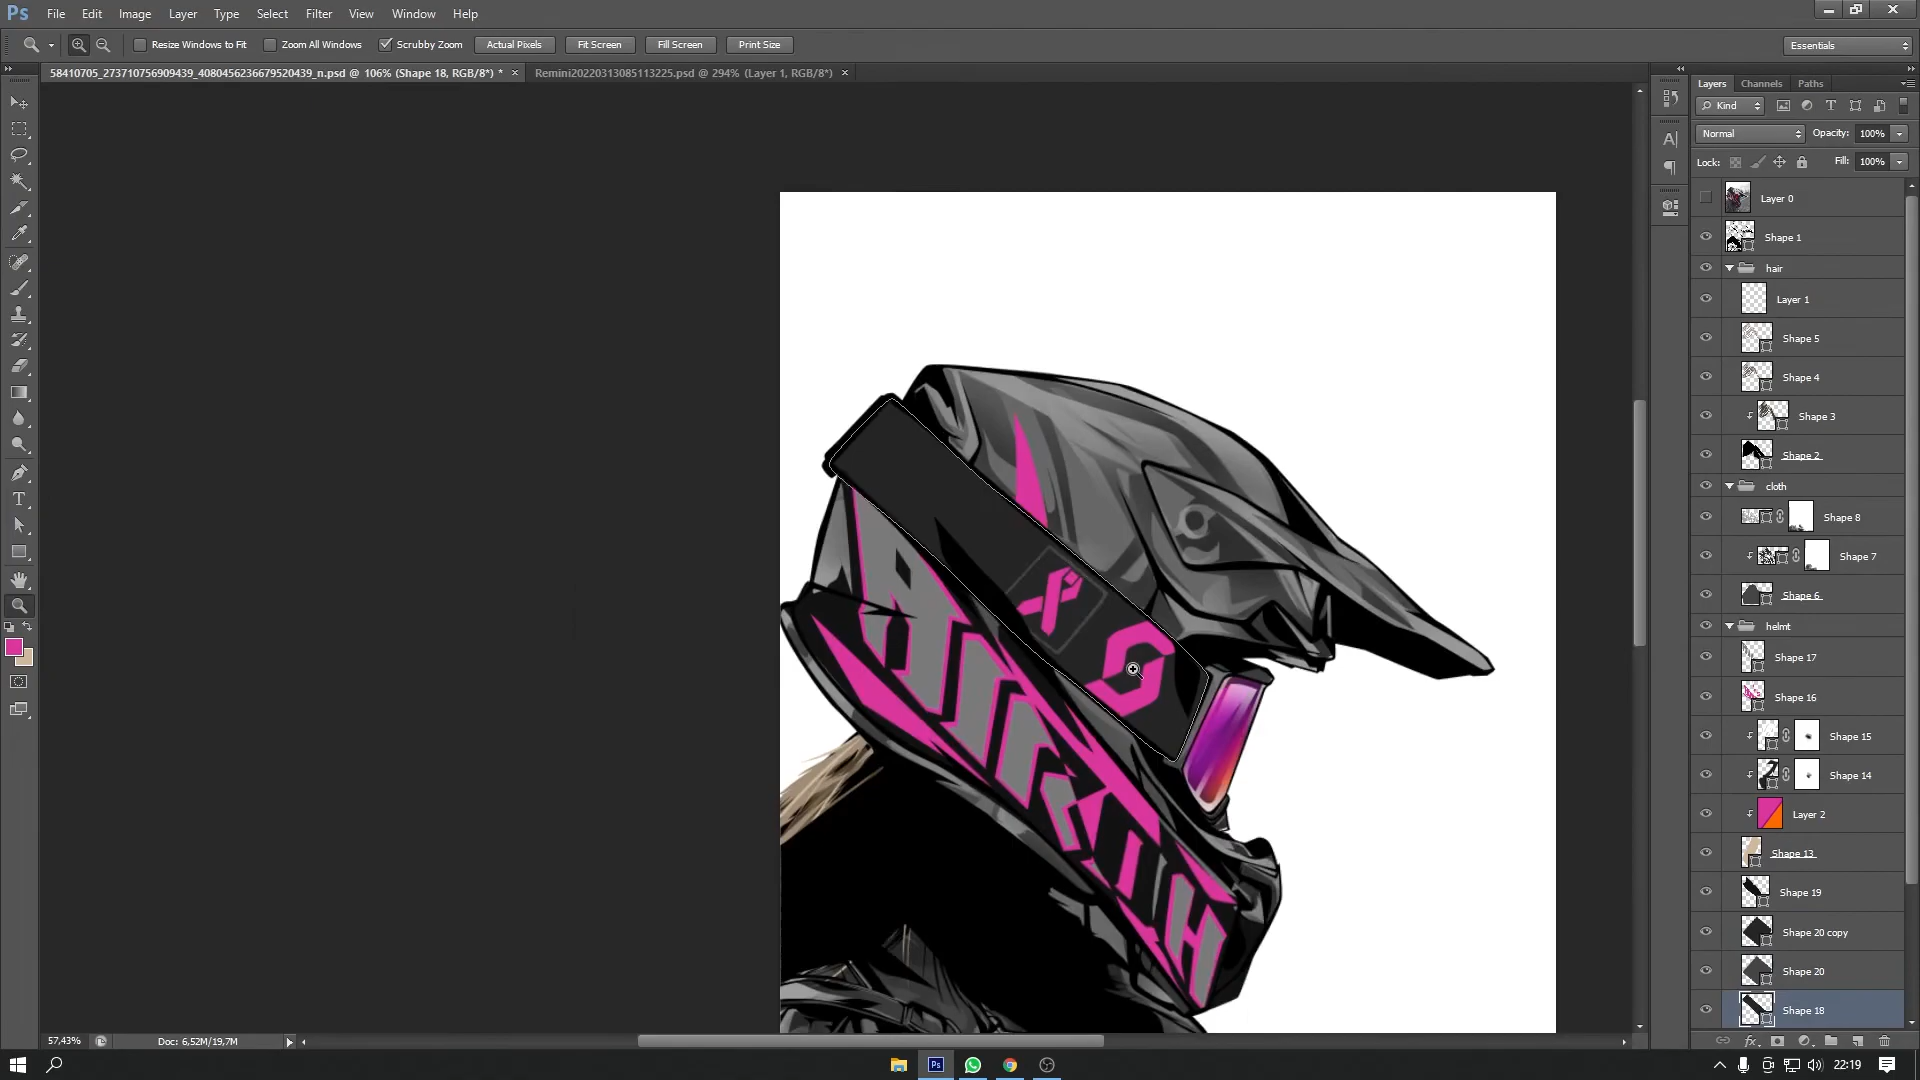 Ps File Edit Image Layer Type Select Filter Extract View Window Help
Resize Windows to Fit Zoom All Windows Scrubby Zoom Actual Pixels Fit Screen Fill Screen Print Size Essentials
58410705_273710756909439_4080456236679520439_n.psd @ 106% (Shape 18, RGB/8*) * × Remini20220313085113225.psd @ 294% (Layer 1, RGB/8*) ×
Layers Channels Paths
Kind
Normal Opacity: 100%
Lock: Fill: 100%
Layer 0
Shape 1
hair
Layer 1
Shape 5
Shape 4
Shape 3
Shape 2
cloth
Shape 8
Shape 7
Shape 6
helmt
Shape 17
Shape 16
Shape 15
Shape 14
Layer 2
Shape 13
Shape 19
Shape 20 copy
Shape 20
Shape 18
57,43% Doc: 6,52M/19,7M
22:19